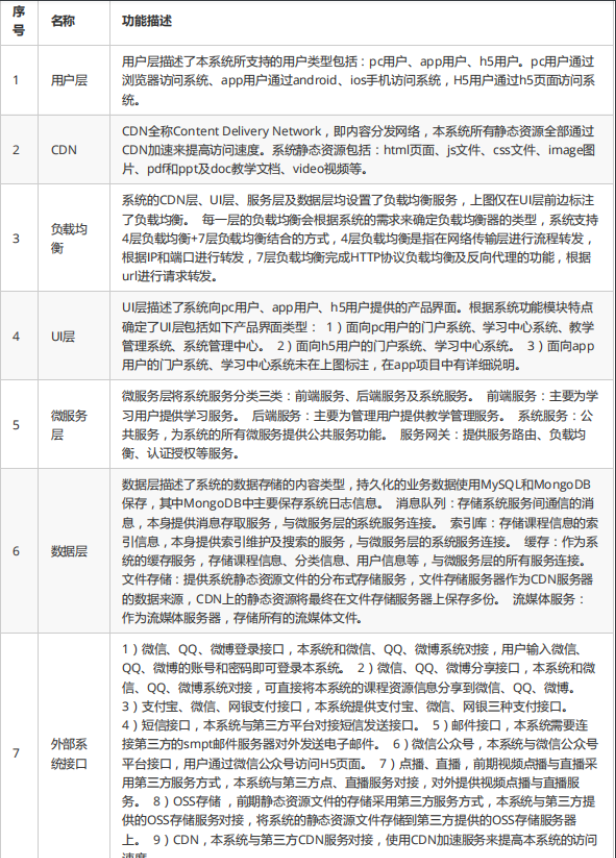 序号 名称 功能描述
1 用户层 用户层描述了本系统所支持的用户类型包括：pc用户、app用户、h5用户。pc用户通过
浏览器访问系统、app用户通过android、ios手机访问系统，H5用户通过h5页面访问系
统。
2 CDN CDN全称Content Delivery Network，即内容分发网络，本系统所有静态资源全部通过
CDN加速来提高访问速度。系统静态资源包括：html页面、js文件、css文件、image图
片、pdf和ppt及doc教学文档、video视频等。
3 负载均衡 系统的CDN层、UI层、服务层及数据层均设置了负载均衡服务，上图仅在UI层前边标注
了负载均衡。 每一层的负载均衡会根据系统的需求来确定负载均衡器的类型，系统支持
4层负载均衡+7层负载均衡结合的方式，4层负载均衡是指在网络传输层进行流程转发，
根据IP和端口进行转发，7层负载均衡完成HTTP协议负载均衡及反向代理的功能，根据
url进行请求转发。
4 UI层 UI层描述了系统向pc用户、app用户、h5用户提供的产品界面。根据系统功能模块特点
确定了UI层包括如下产品界面类型： 1）面向pc用户的门户系统、学习中心系统、教学
管理系统、系统管理中心。 2）面向h5用户的门户系统、学习中心系统。 3）面向app
用户的门户系统、学习中心系统未在上图标注，在app项目中有详细说明。
5 微服务层 微服务层将系统服务分类三类：前端服务、后端服务及系统服务。 前端服务：主要为学
习用户提供学习服务。 后端服务：主要为管理用户提供教学管理服务。 系统服务：公
共服务，为系统的所有微服务提供公共服务功能。 服务网关：提供服务路由、负载均
衡、认证授权等服务。
6 数据层 数据层描述了系统的数据存储的内容类型，持久化的业务数据使用MySQL和MongoDB
保存，其中MongoDB中主要保存系统日志信息。 消息队列：存储系统服务间通信的消
息，本身提供消息存取服务，与微服务层的系统服务连接。 索引库：存储课程信息的索
引信息，本身提供索引维护及搜索的服务，与微服务层的系统服务连接。 缓存：作为系
统的缓存服务，存储课程信息、分类信息、用户信息等，与微服务层的所有服务连接。
文件存储：提供系统静态资源文件的分布式存储服务，文件存储服务器作为CDN服务器
的数据来源，CDN上的静态资源将最终在文件存储服务器上保存多份。 流媒体服务：
作为流媒体服务器，存储所有的流媒体文件。
7 外部系统接口 1）微信、QQ、微博登录接口，本系统和微信、QQ、微博系统对接，用户输入微信、
QQ、微博的账号和密码即可登录本系统。 2）微信、QQ、微博分享接口，本系统和微
信、QQ、微博系统对接，可直接将本系统的课程资源信息分享到微信、QQ、微博。
3）支付宝、微信、网银支付接口，本系统提供支付宝、微信、网银三种支付接口。
4）短信接口，本系统与第三方平台对接短信发送接口。 5）邮件接口，本系统需要连
接第三方的smpt邮件服务器对外发送电子邮件。 6）微信公众号，本系统与微信公众号
平台接口，用户通过微信公众号访问H5页面。 7）点播、直播，前期视频点播与直播采
用第三方服务方式，本系统与第三方点、直播服务对接，对外提供视频点播与直播服
务。 8）OSS存储 ，前期静态资源文件的存储采用第三方服务方式，本系统与第三方提
供的OSS存储服务对接，将系统的静态资源文件存储到第三方提供的OSS存储服务器
上。 9）CDN，本系统与第三方CDN服务对接，使用CDN加速服务来提高本系统的访问
速度。